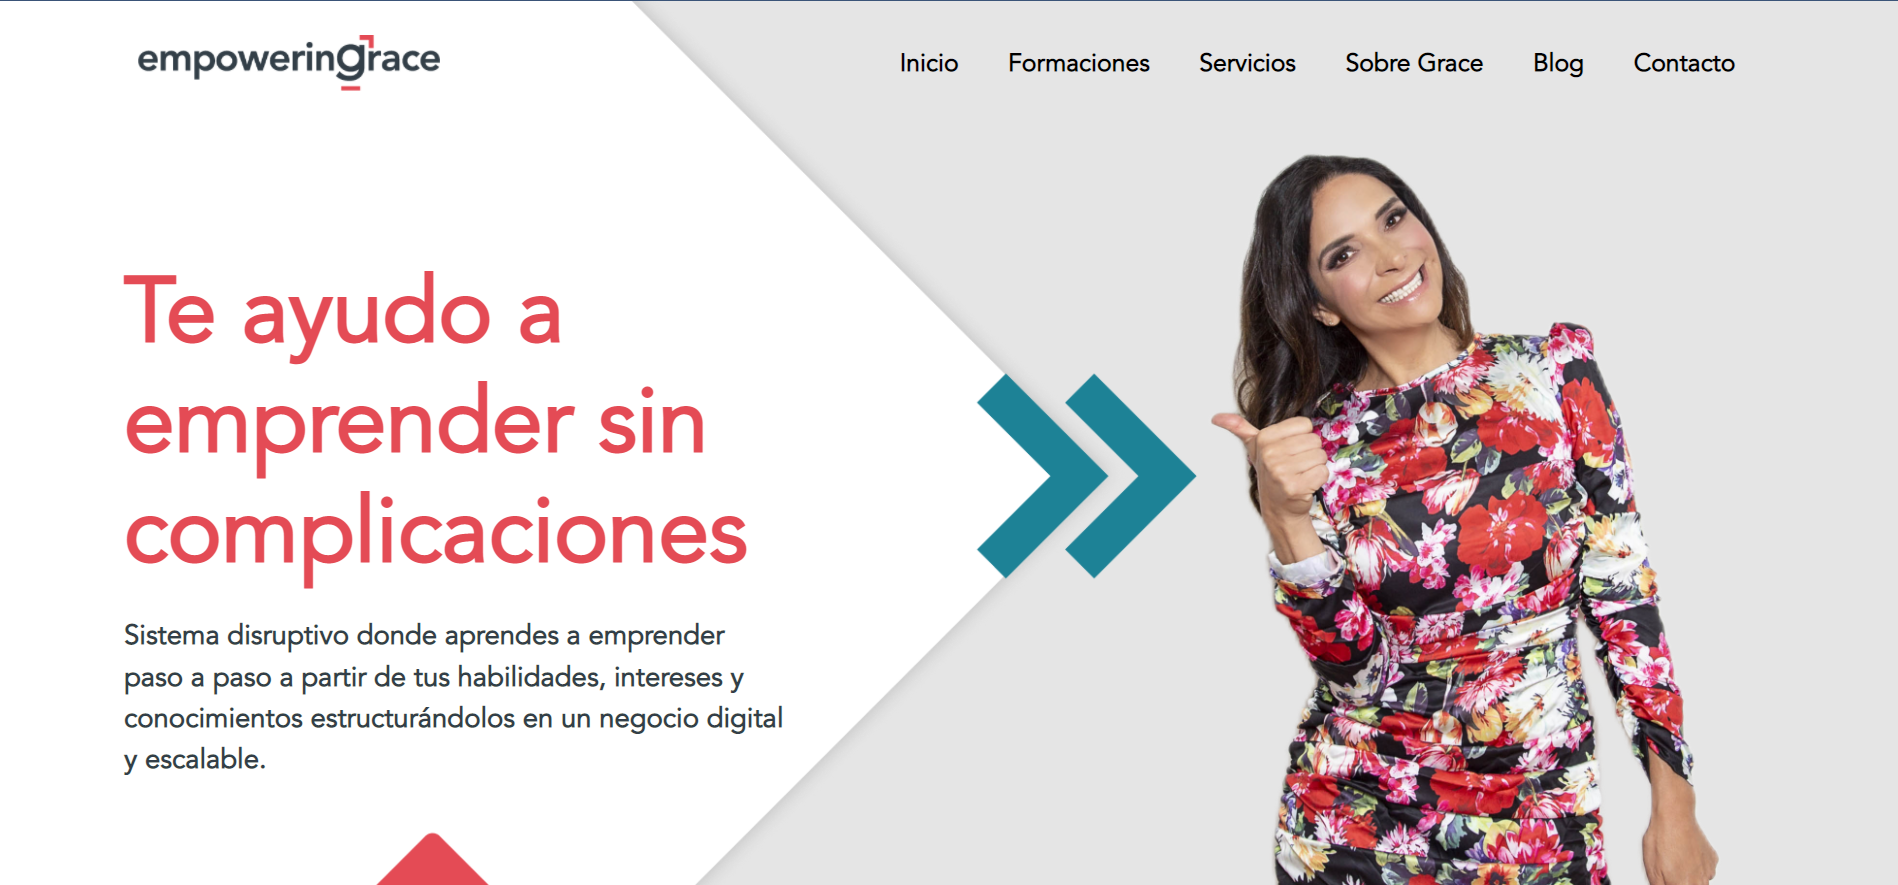 empoweringrace
Inicio Formaciones Servicios Sobre Grace Blog Contacto
Te ayudo a
emprender sin
complicaciones
Sistema disruptivo donde aprendes a emprender
paso a paso a partir de tus habilidades, intereses y
conocimientos estructurándolos en un negocio digital
y escalable.